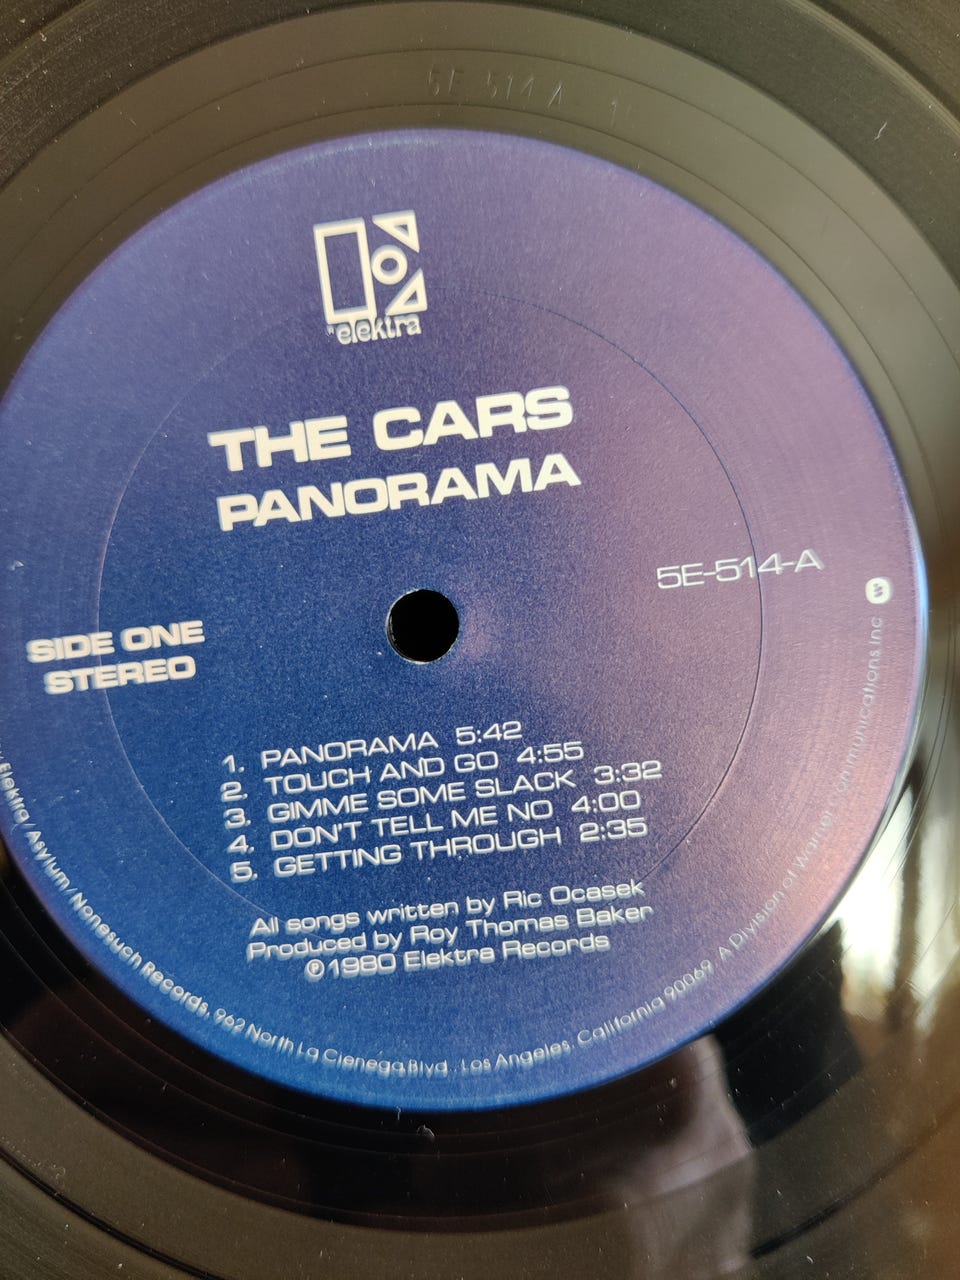 5E 514 A
elektra
THE CARS
PANORAMA
5E-514-A
SIDE ONE
STEREO
1. PANORAMA 5:42
2. TOUCH AND GO 4:55
3. GIMME SOME SLACK 3:32
4. DON'T TELL ME NO 4:00
5. GETTING THROUGH 2:35
All songs written by Ric Ocasek
Produced by Roy Thomas Baker
℗1980 Elektra Records
Elektra / Asylum / Nonesuch Records, 962 North La Cienega Blvd., Los Angeles, California 90069. A Division of Warner Communications Inc